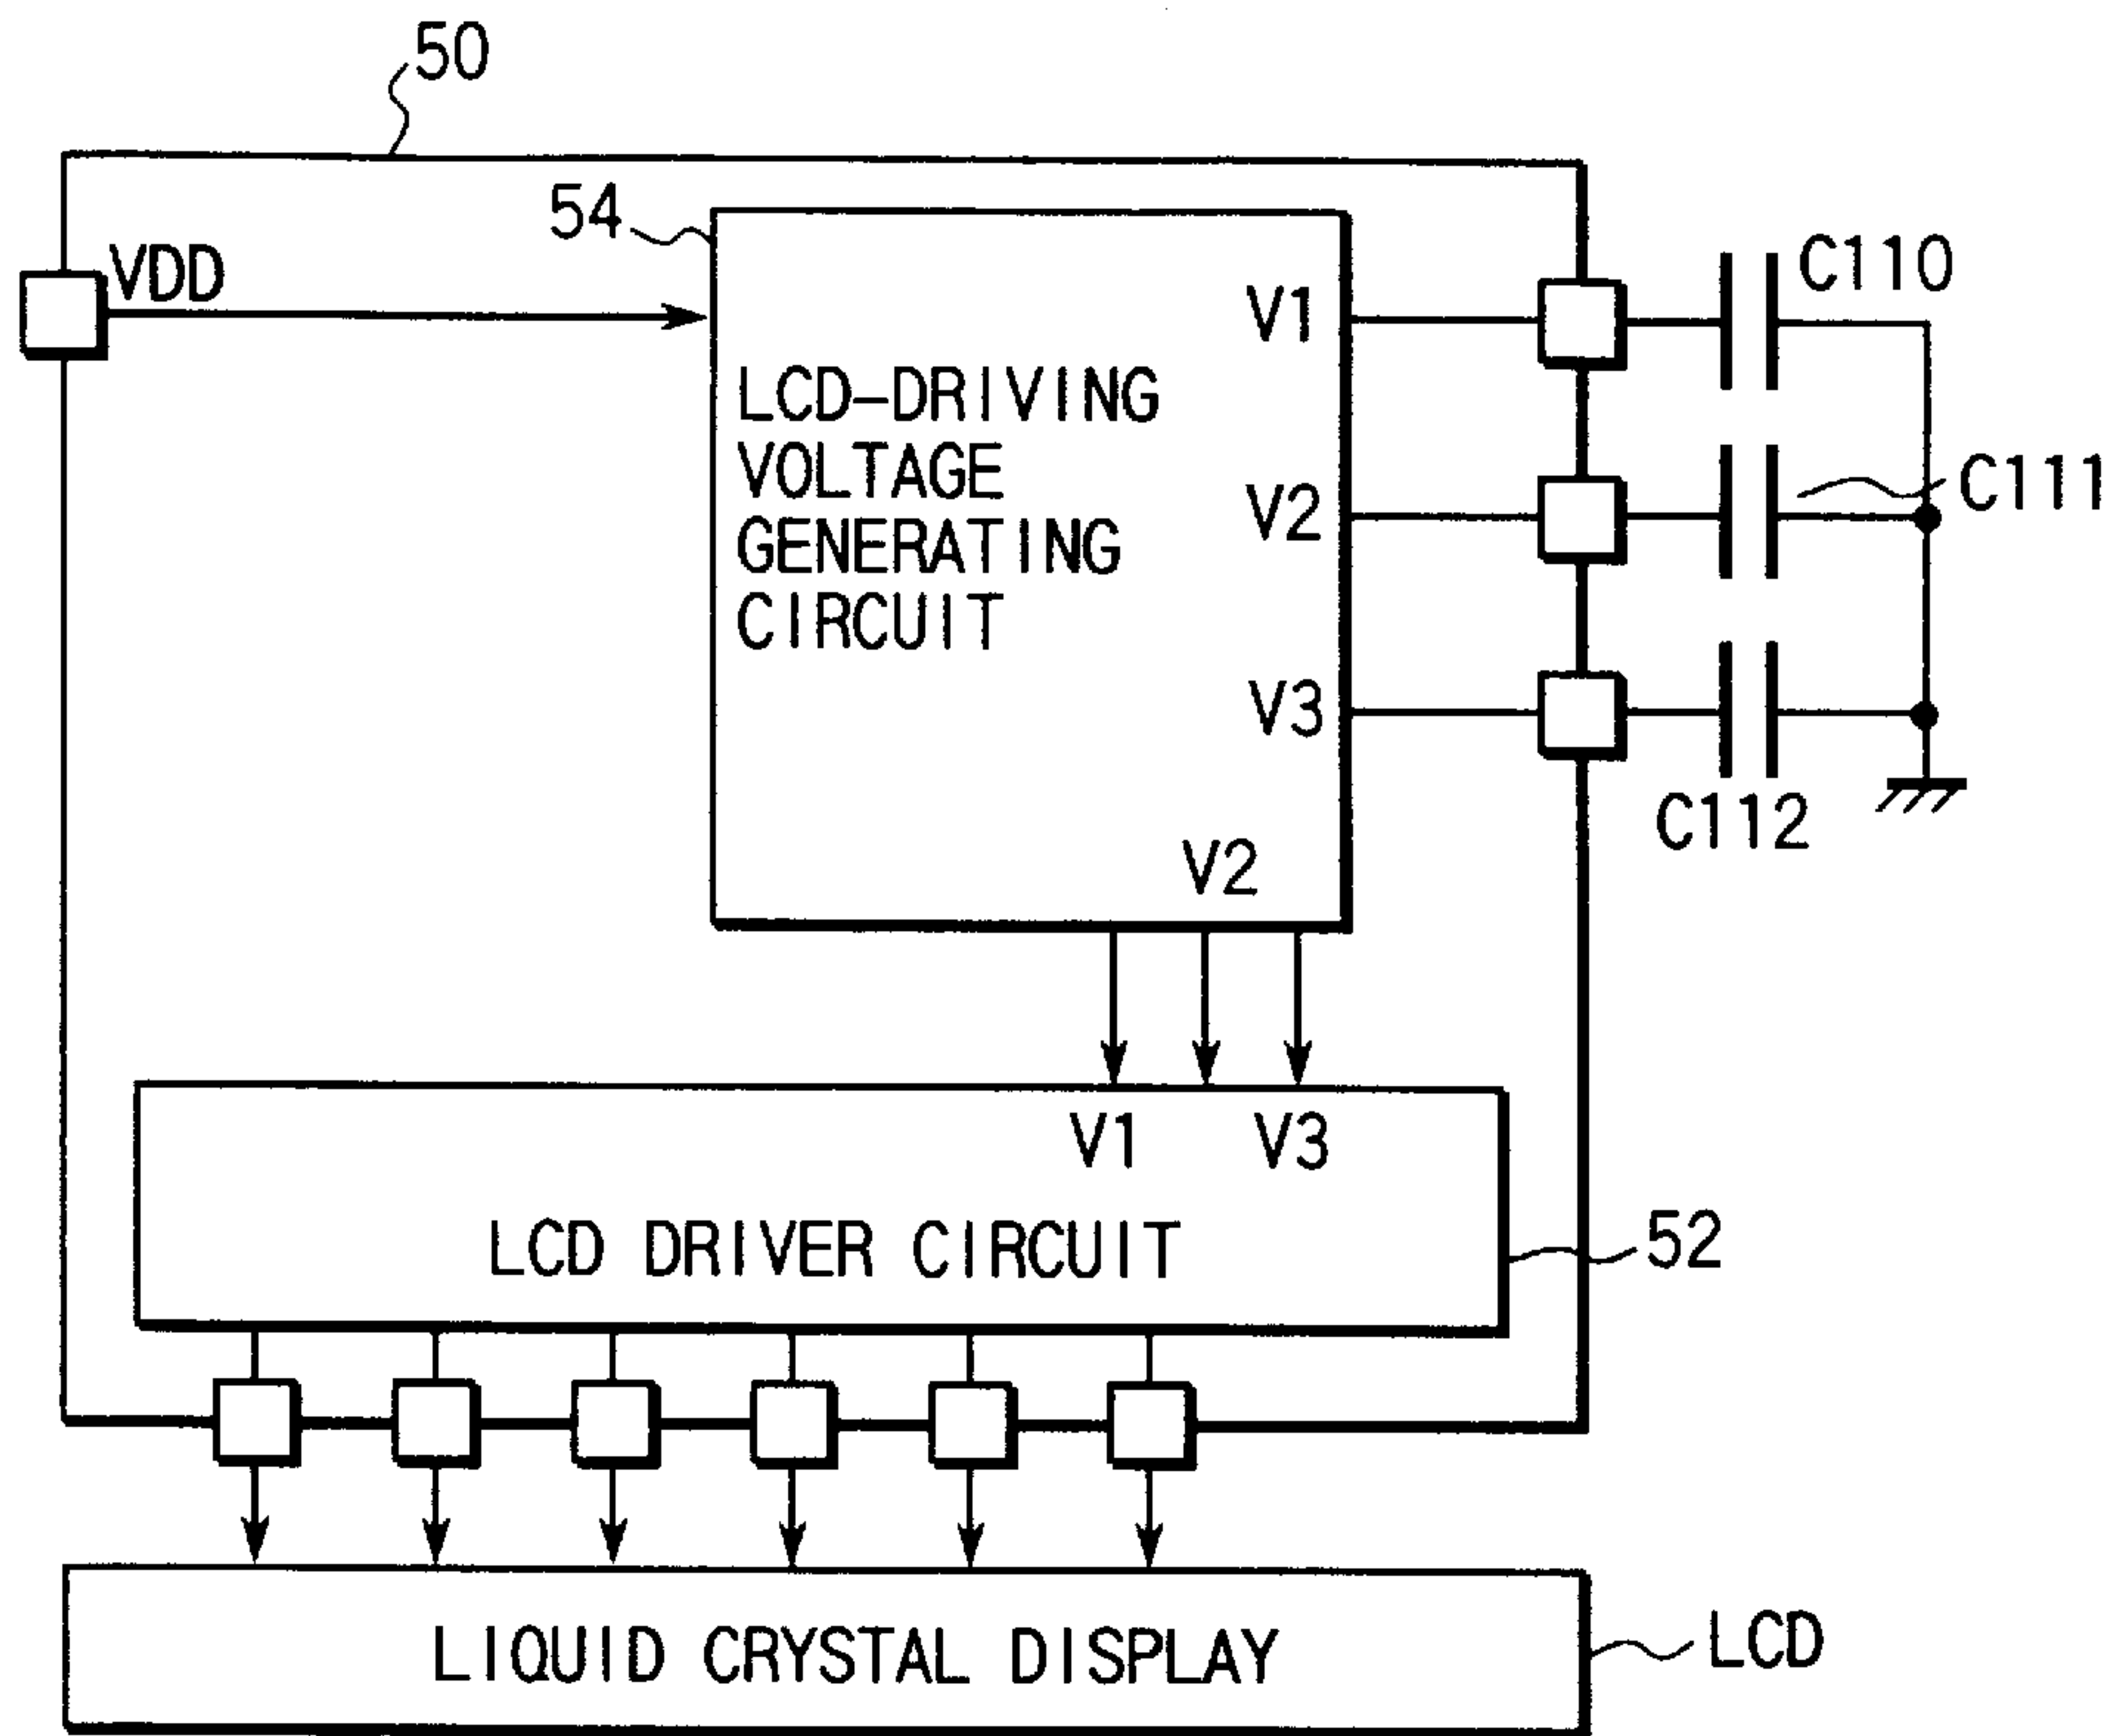 50
54
VDD
C110
V1
LCD-DRIVING
VOLTAGE
GENERATING
CIRCUIT
V2
C111
V3
C112
V2
V1 V3
LCD DRIVER CIRCUIT
52
LIQUID CRYSTAL DISPLAY
LCD